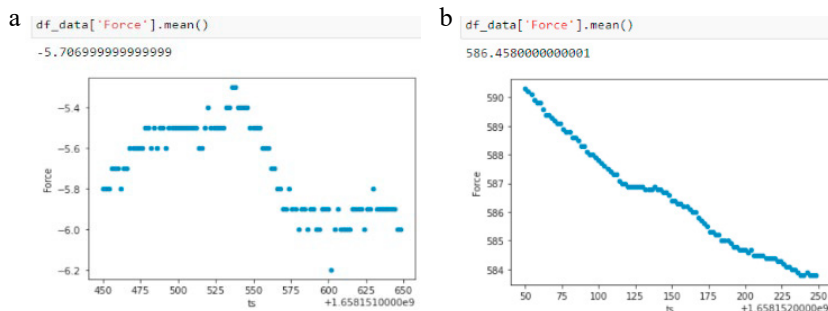 a
df_data['Force'].mean()
-5.706999999999999
−5.4
−5.6
−5.8
−6.0
−6.2
Force
450 475 500 525 550 575 600 625 650
ts
+1.6581510000e9
b
df_data['Force'].mean()
586.4580000000001
590
589
588
587
586
585
584
Force
50 75 100 125 150 175 200 225 250
ts
+1.6581520000e9